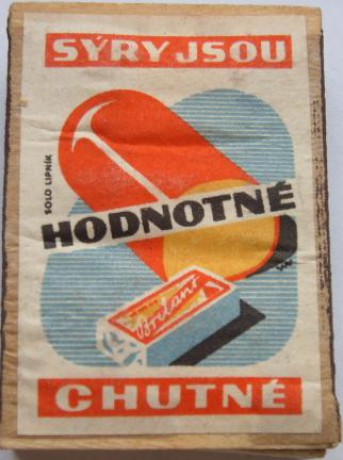 SÝRY JSOU
SOLO LIPNÍK
HODNOTNÉ
CHUTNÉ